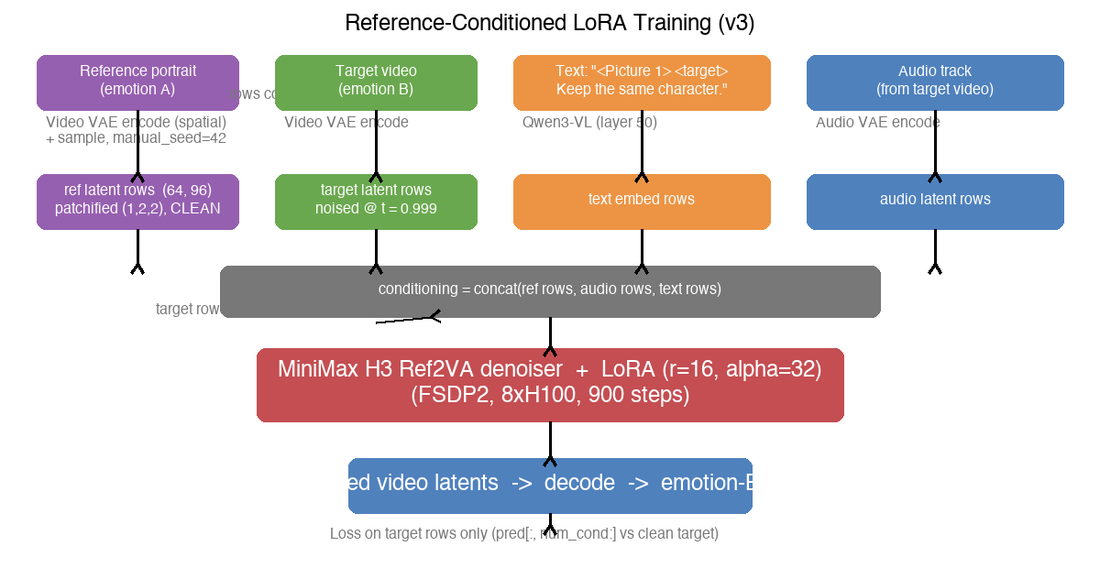 Reference-Conditioned LoRA Training (v3)
Reference portrait
(emotion A)
rows co
Target video
(emotion B)
Text: "<Picture 1> <target>
Keep the same character."
Audio track
(from target video)
Video VAE encode (spatial)
+ sample, manual_seed=42
Video VAE encode
Qwen3-VL (layer 50)
Audio VAE encode
ref latent rows (64, 96)
patchified (1,2,2), CLEAN
target latent rows
noised @ t = 0.999
text embed rows
audio latent rows
conditioning = concat(ref rows, audio rows, text rows)
target row
MiniMax H3 Ref2VA denoiser + LoRA (r=16, alpha=32)
(FSDP2, 8xH100, 900 steps)
ed video latents -> decode -> emotion-B
Loss on target rows only (pred[:, num_cond:] vs clean target)